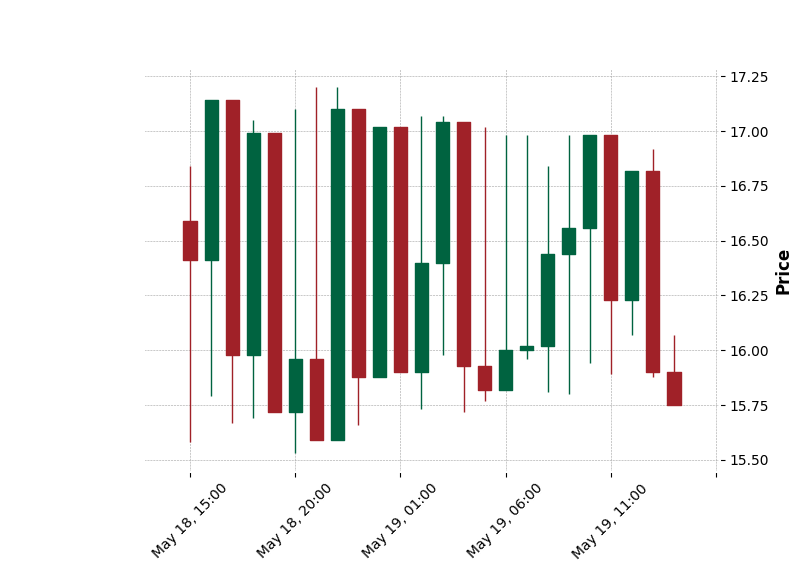 17.25
17.00
16.75
16.50
16.25
16.00
15.75
15.50
Price
May 18, 15:00
May 18, 20:00
May 19, 01:00
May 19, 06:00
May 19, 11:00